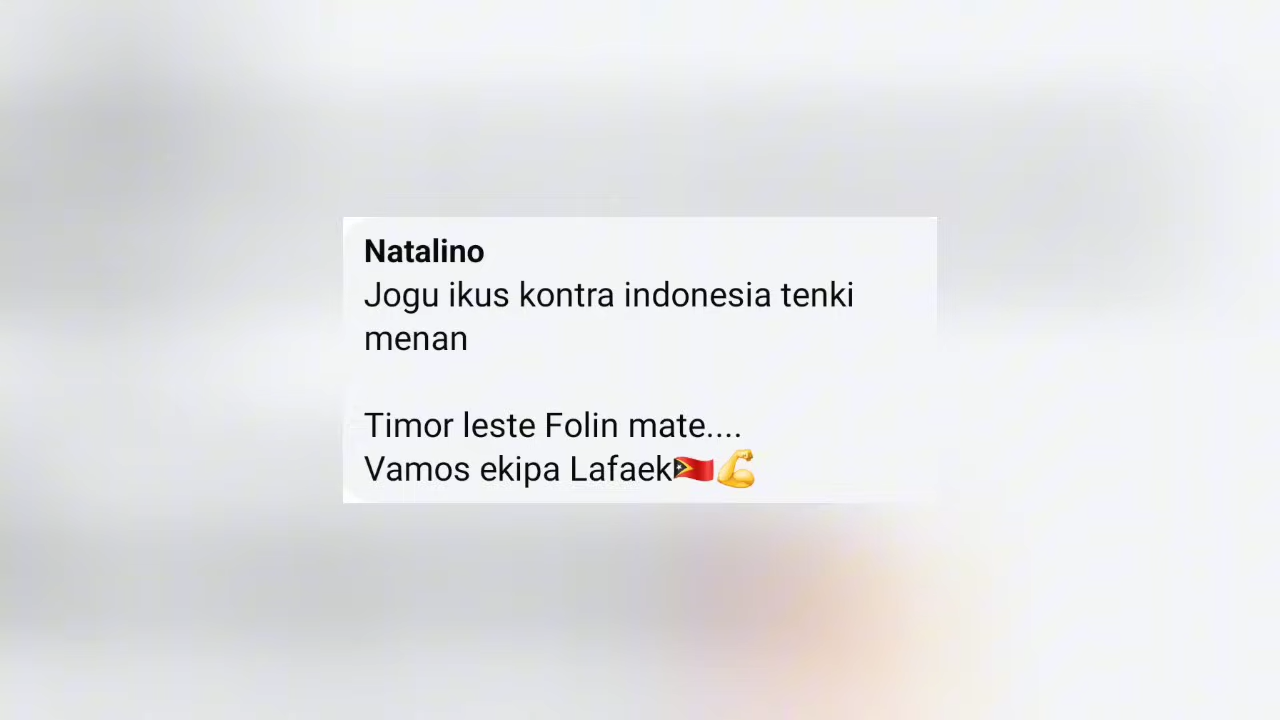 Natalino
Jogu ikus kontra indonesia tenki
menan
Timor leste Folin mate....
Vamos ekipa Lafaek🇹🇱💪